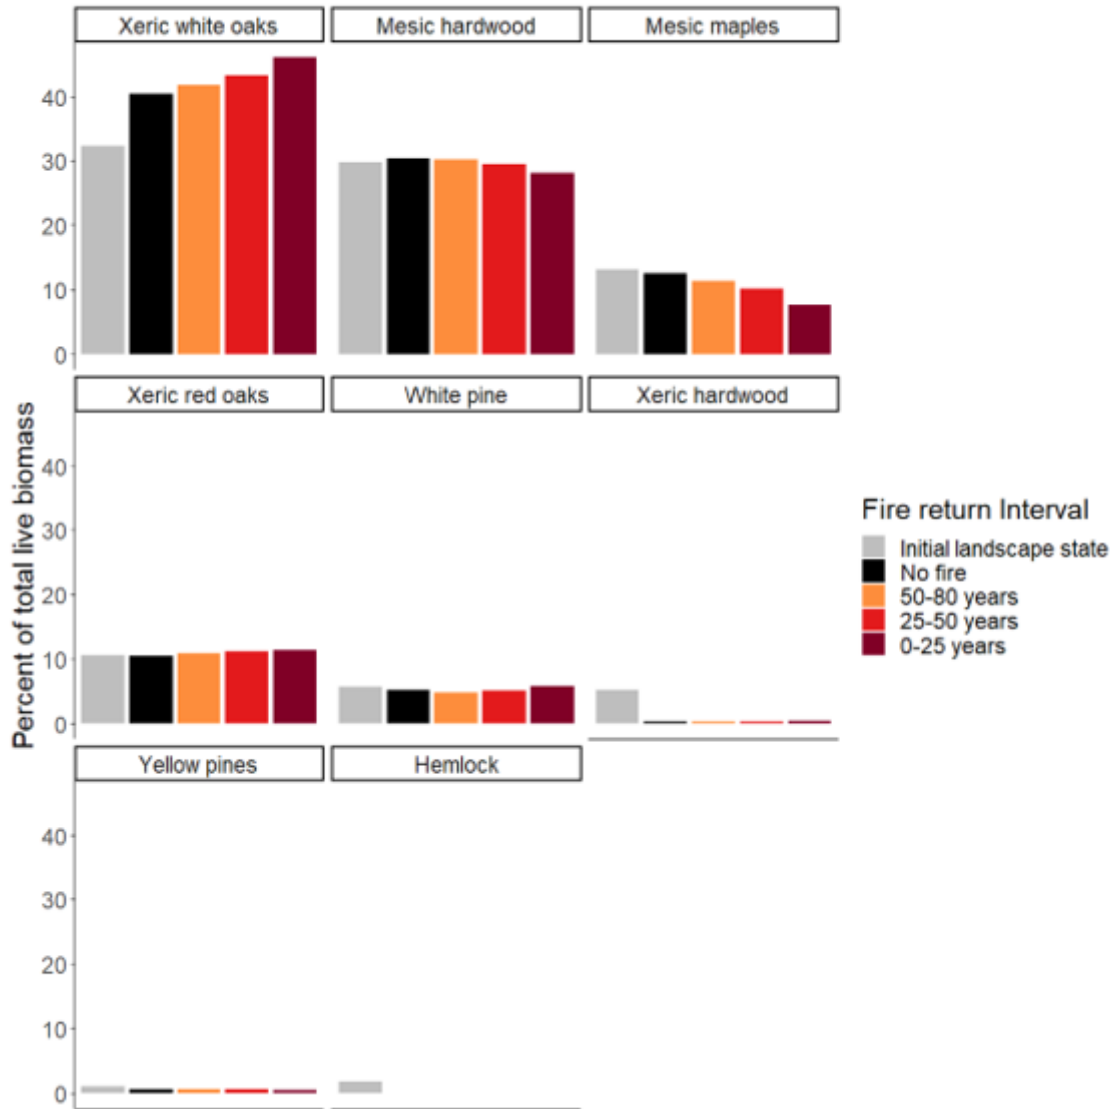 Xeric white oaks
Mesic hardwood
Mesic maples
40
30
20
10
0
Xeric red oaks
White pine
Xeric hardwood
40
30
20
10
0
Yellow pines
Hemlock
40
30
20
10
0
Percent of total live biomass
Fire return Interval
Initial landscape state
No fire
50-80 years
25-50 years
0-25 years